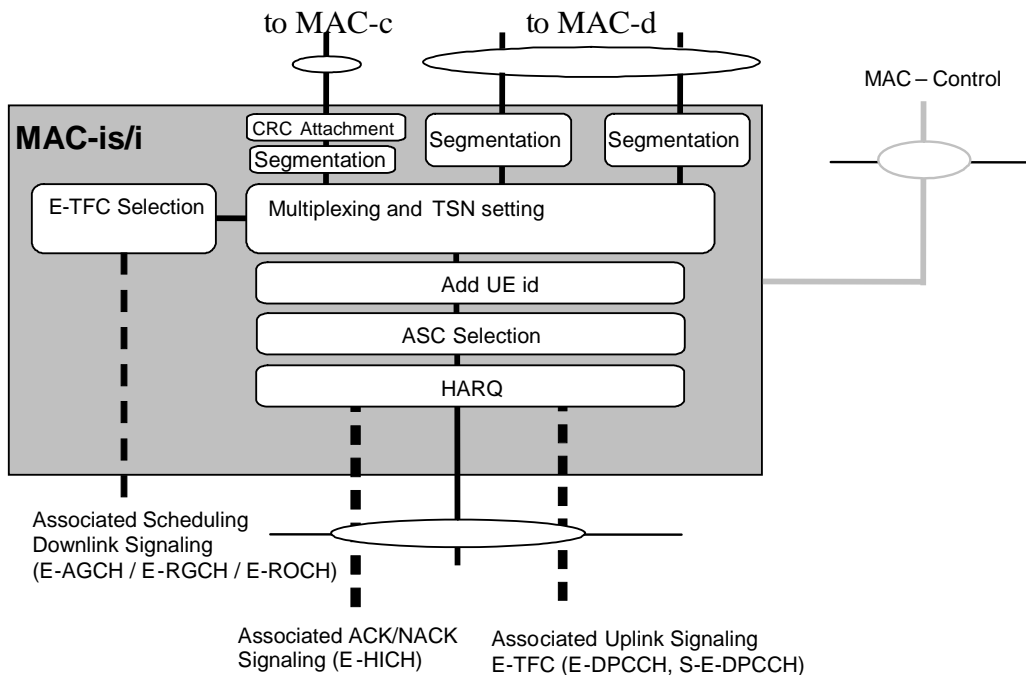 to MAC-c
to MAC-d
MAC – Control
MAC-is/i
CRC Attachment
Segmentation
Segmentation
Segmentation
E-TFC Selection
Multiplexing and TSN setting
Add UE id
ASC Selection
HARQ
Associated Scheduling
Downlink Signaling
(E-AGCH / E-RGCH / E-ROCH)
Associated ACK/NACK
Signaling (E-HICH)
Associated Uplink Signaling
E-TFC (E-DPCCH, S-E-DPCCH)